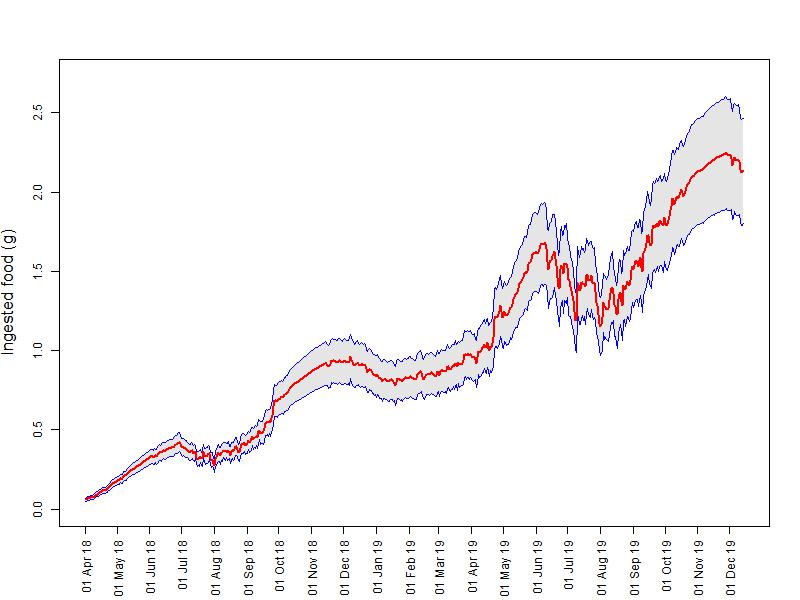 Ingested food (g)
2.5
2.0
1.5
1.0
0.5
0.0
01 Apr 18
01 May 18
01 Jun 18
01 Jul 18
01 Aug 18
01 Sep 18
01 Oct 18
01 Nov 18
01 Dec 18
01 Jan 19
01 Feb 19
01 Mar 19
01 Apr 19
01 May 19
01 Jun 19
01 Jul 19
01 Aug 19
01 Sep 19
01 Oct 19
01 Nov 19
01 Dec 19